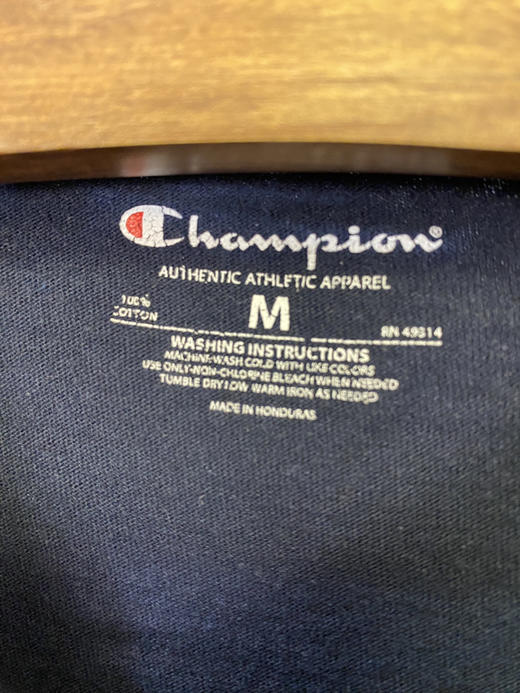 Champion®
AUTHENTIC ATHLETIC APPAREL
100%
COTTON
M
RN 49314
WASHING INSTRUCTIONS
MACHINE WASH COLD WITH LIKE COLORS
USE ONLY-NON-CHLORINE BLEACH WHEN NEEDED
TUMBLE DRY LOW WARM IRON AS NEEDED
MADE IN HONDURAS